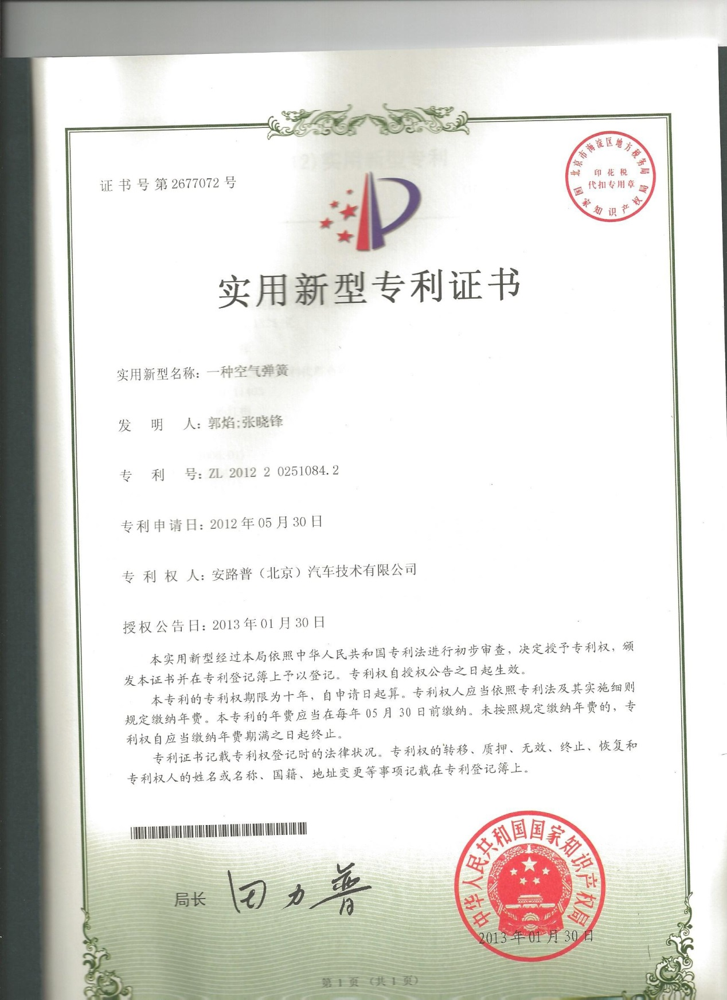 证书号第2677072号
北京市海淀区地方税务局
印花税
代扣专用章
国家知识产权局
实用新型专利证书
实用新型名称：一种空气弹簧
发明人：郭焰;张晓锋
专利号：ZL 2012 2 0251084.2
专利申请日：2012年05月30日
专利权人：安路普（北京）汽车技术有限公司
授权公告日：2013年01月30日
本实用新型经过本局依照中华人民共和国专利法进行初步审查，决定授予专利权，颁
发本证书并在专利登记簿上予以登记。专利权自授权公告之日起生效。
本专利的专利权期限为十年，自申请日起算。专利权人应当依照专利法及其实施细则
规定缴纳年费。本专利的年费应当在每年05月30日前缴纳。未按照规定缴纳年费的，专
利权自应当缴纳年费期满之日起终止。
专利证书记载专利权登记时的法律状况。专利权的转移、质押、无效、终止、恢复和
专利权人的姓名或名称、国籍、地址变更等事项记载在专利登记簿上。
局长 田力普
中华人民共和国国家知识产权局
2013年01月30日
第1页（共1页）